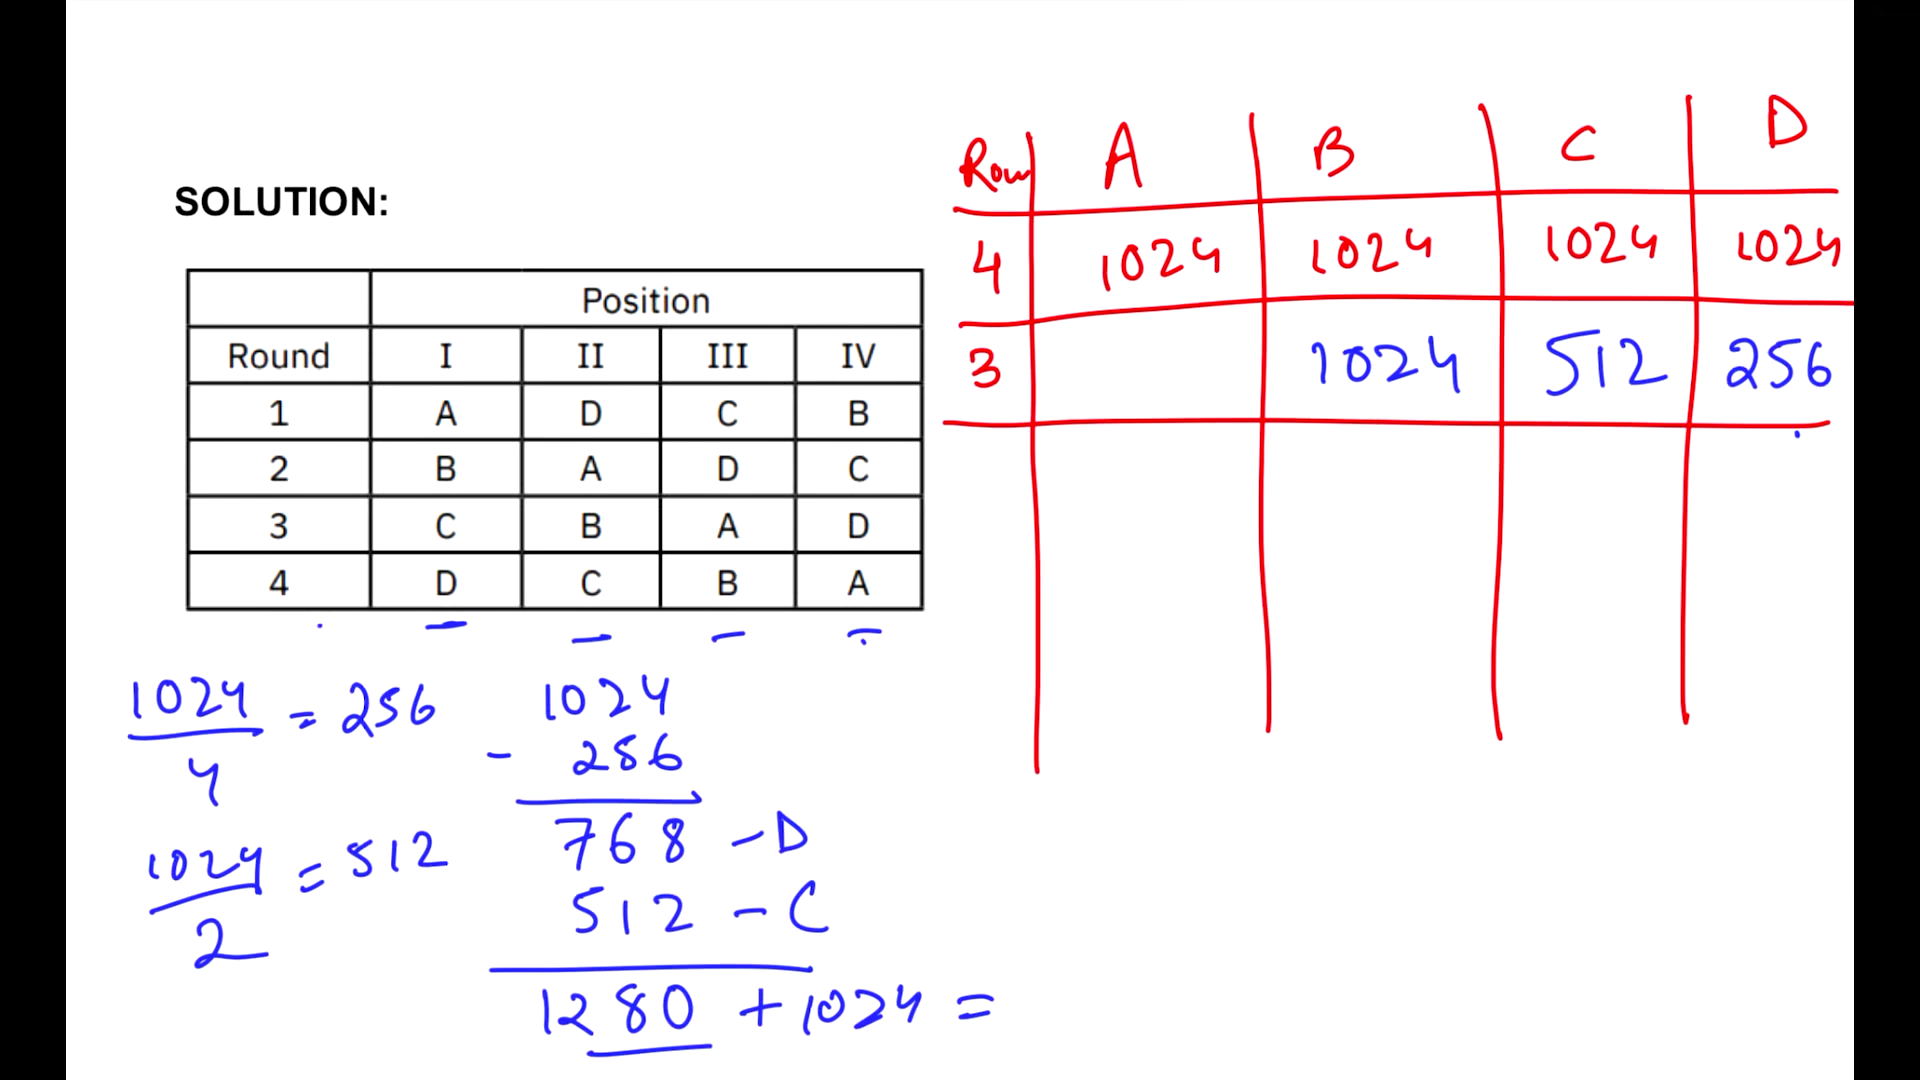 SOLUTION:
Position
Round I II III IV
1 A D C B
2 B A D C
3 C B A D
4 D C B A
Row A B C D
4 1024 1024 1024 1024
3 1024 512 256
1024
4
= 256
1024
2
= 512
1024
- 256
768 - D
512 - C
1280 + 1024 =